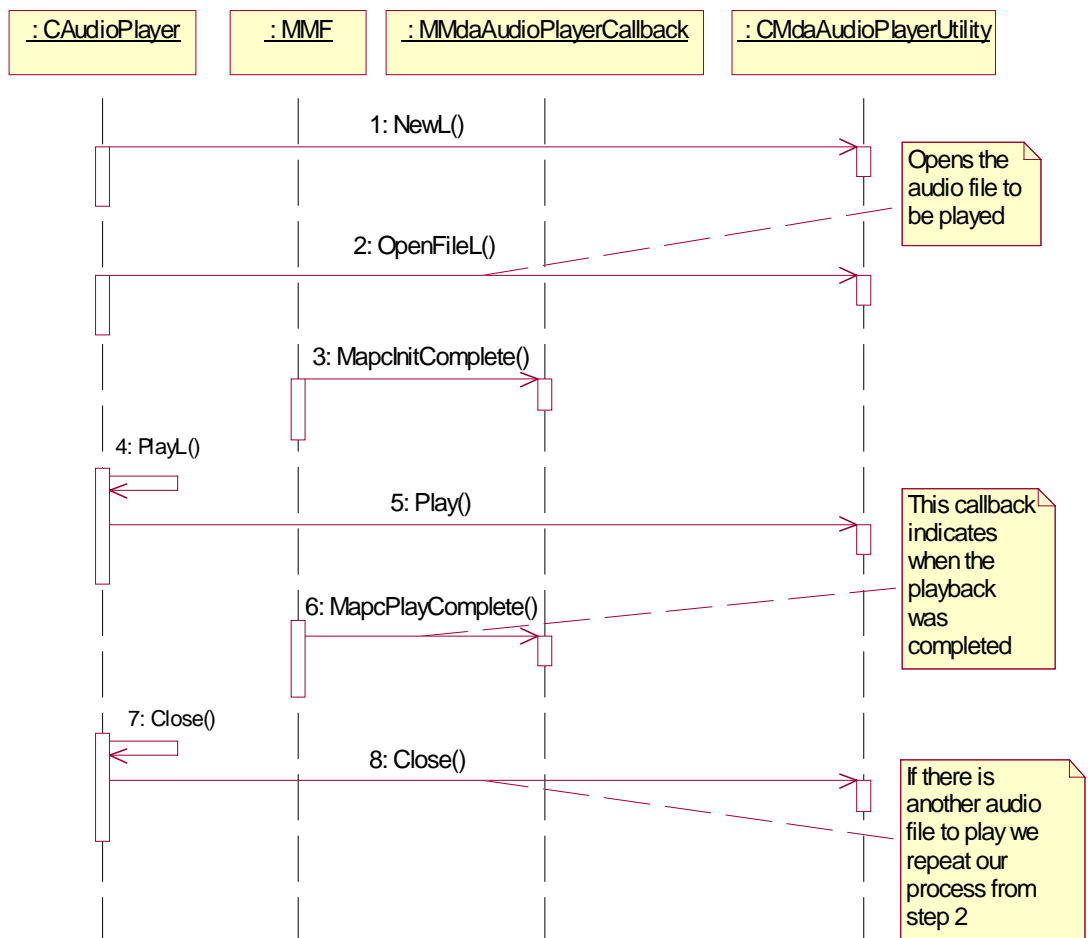 : CAudioPlayer
: MMF
: MMdaAudioPlayerCallback
: CMdaAudioPlayerUtility
1: NewL()
Opens the
audio file to
be played
2: OpenFileL()
3: MapcInitComplete()
4: PlayL()
5: Play()
This callback
indicates
when the
playback
was
completed
6: MapcPlayComplete()
7: Close()
8: Close()
If there is
another audio
file to play we
repeat our
process from
step 2